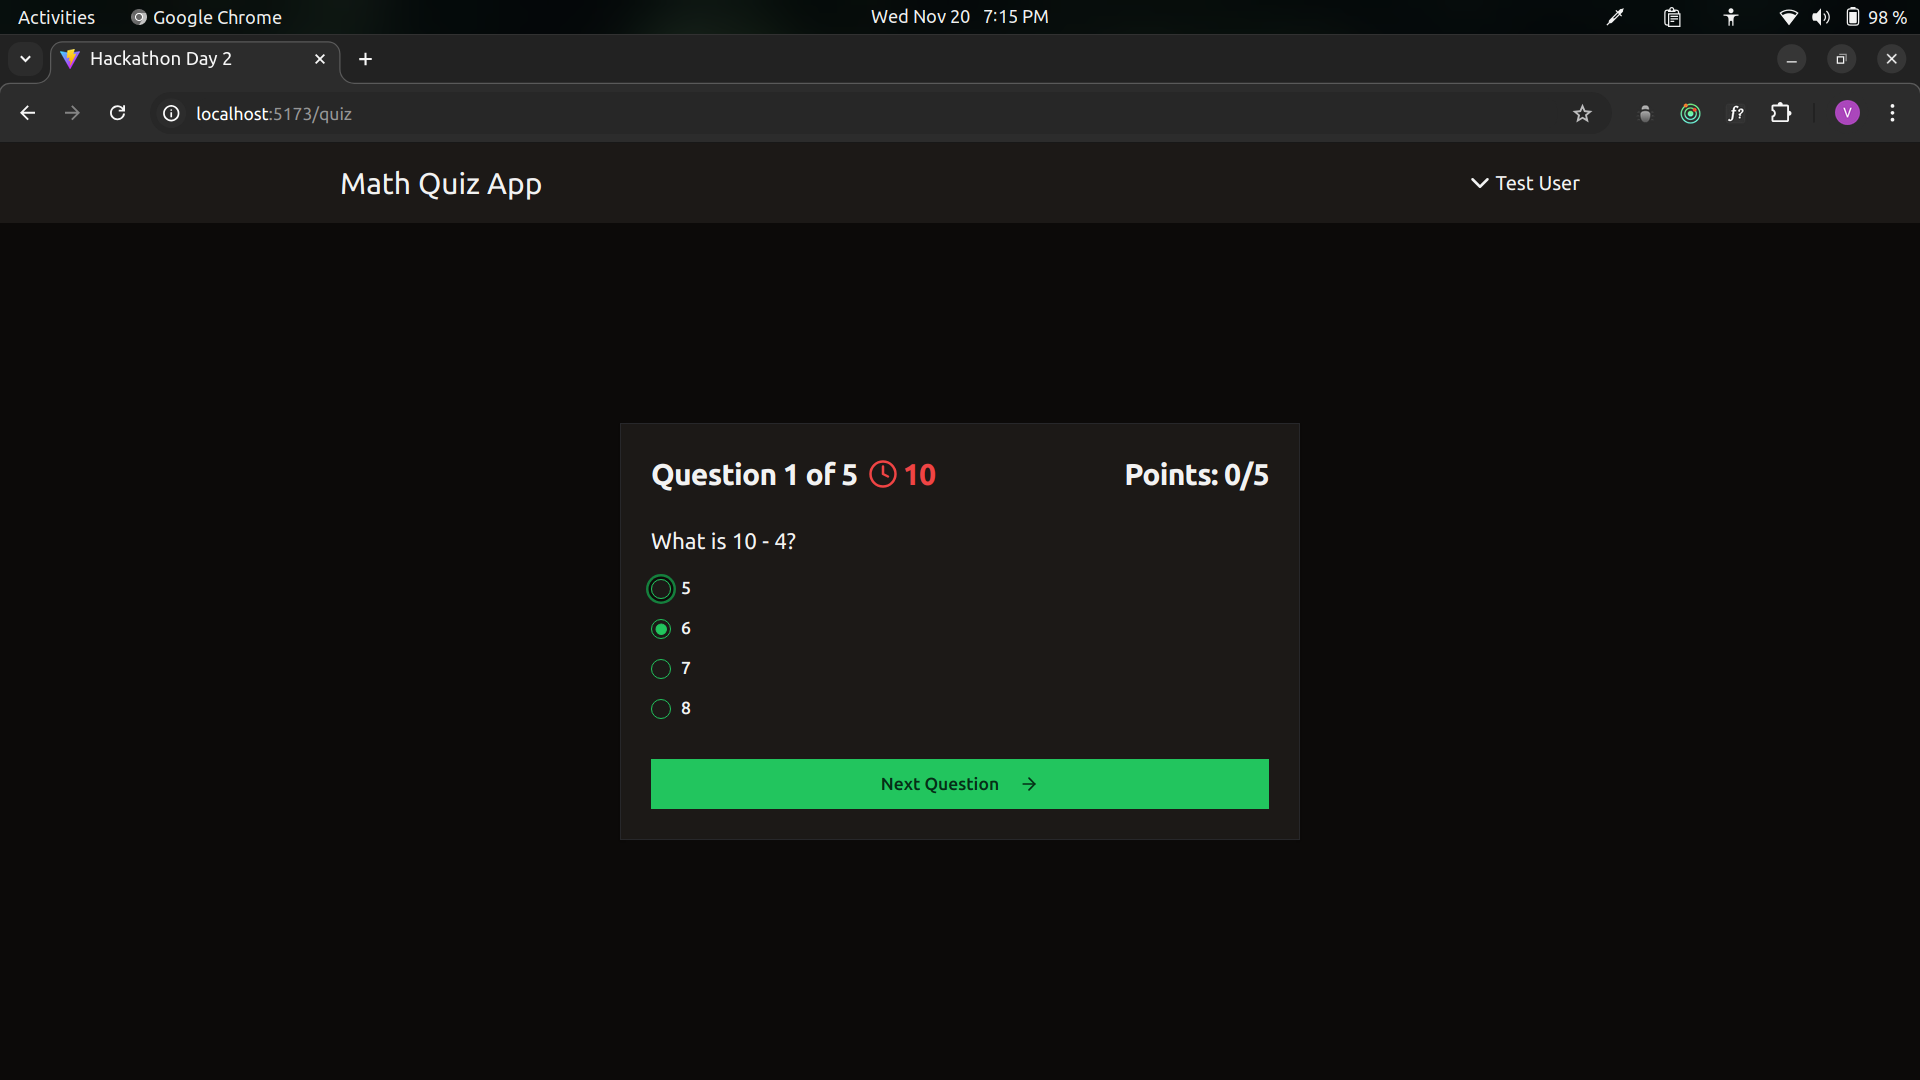 Activities Google Chrome Wed Nov 20 7:15 PM 98 %
Hackathon Day 2
localhost:5173/quiz f? V
Math Quiz App Test User
Question 1 of 5 10 Points: 0/5
What is 10 - 4?
5
6
7
8
Next Question →